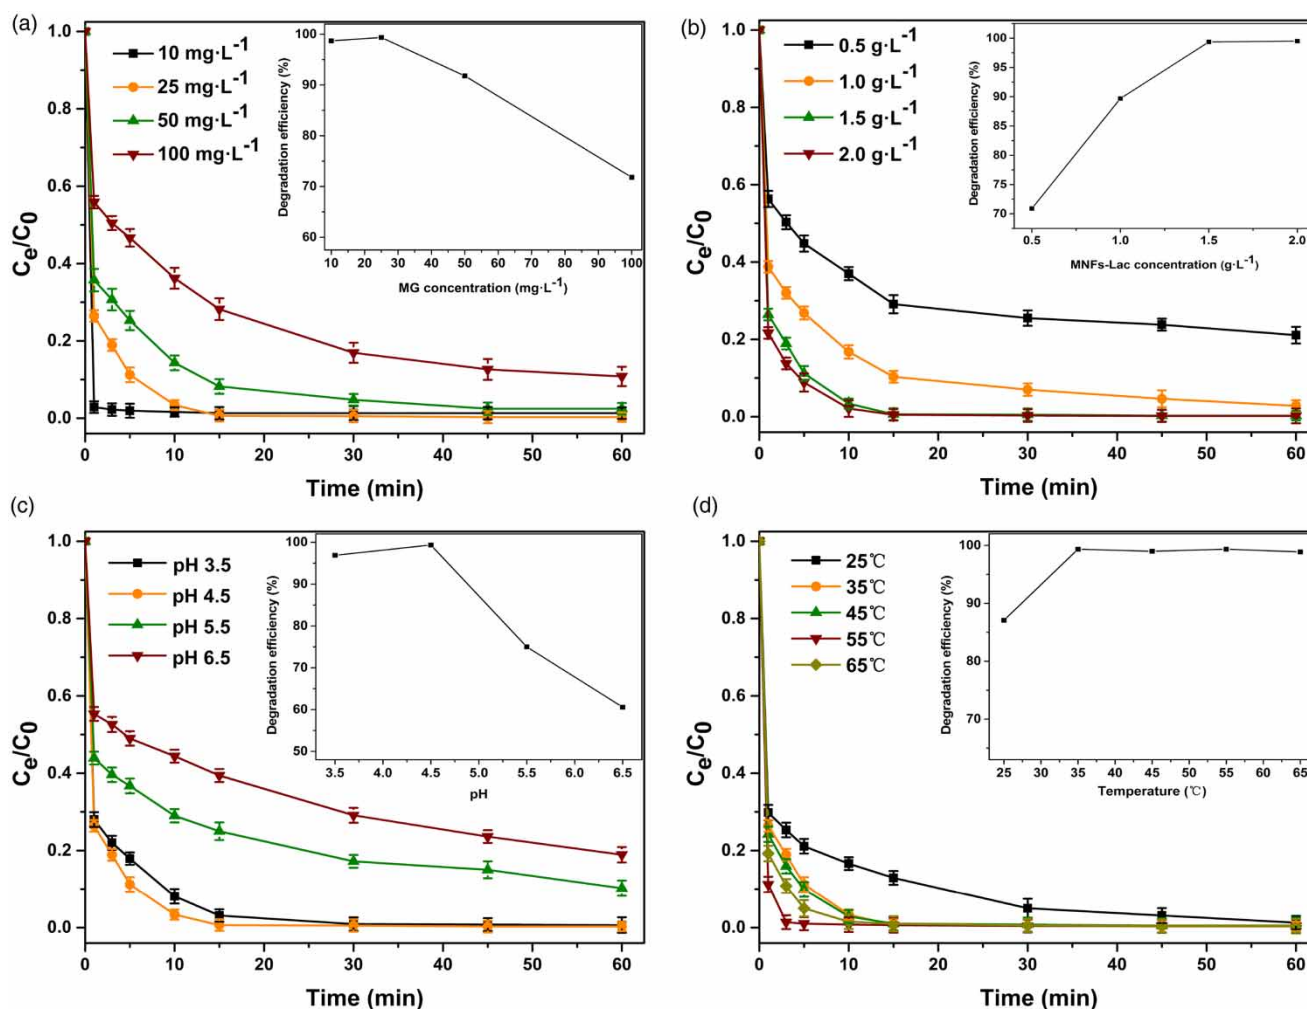 (a)
1.0
0.8
0.6
0.4
0.2
0.0
Cₑ/C₀
10 mg·L⁻¹
25 mg·L⁻¹
50 mg·L⁻¹
100 mg·L⁻¹
100
90
80
70
60
Degradation efficiency (%)
10 20 30 40 50 60 70 80 90 100
MG concentration (mg·L⁻¹)
0 10 20 30 40 50 60
Time (min)
(b)
1.0
0.8
0.6
0.4
0.2
0.0
Cₑ/C₀
0.5 g·L⁻¹
1.0 g·L⁻¹
1.5 g·L⁻¹
2.0 g·L⁻¹
100
95
90
85
80
75
70
Degradation efficiency (%)
0.5 1.0 1.5 2.0
MNFs-Lac concentration (g·L⁻¹)
0 10 20 30 40 50 60
Time (min)
(c)
1.0
0.8
0.6
0.4
0.2
0.0
Cₑ/C₀
pH 3.5
pH 4.5
pH 5.5
pH 6.5
100
90
80
70
60
50
Degradation efficiency (%)
3.5 4.0 4.5 5.0 5.5 6.0 6.5
pH
0 10 20 30 40 50 60
Time (min)
(d)
1.0
0.8
0.6
0.4
0.2
0.0
Cₑ/C₀
25℃
35℃
45℃
55℃
65℃
100
90
80
70
Degradation efficiency (%)
25 30 35 40 45 50 55 60 65
Temperature (℃)
0 10 20 30 40 50 60
Time (min)